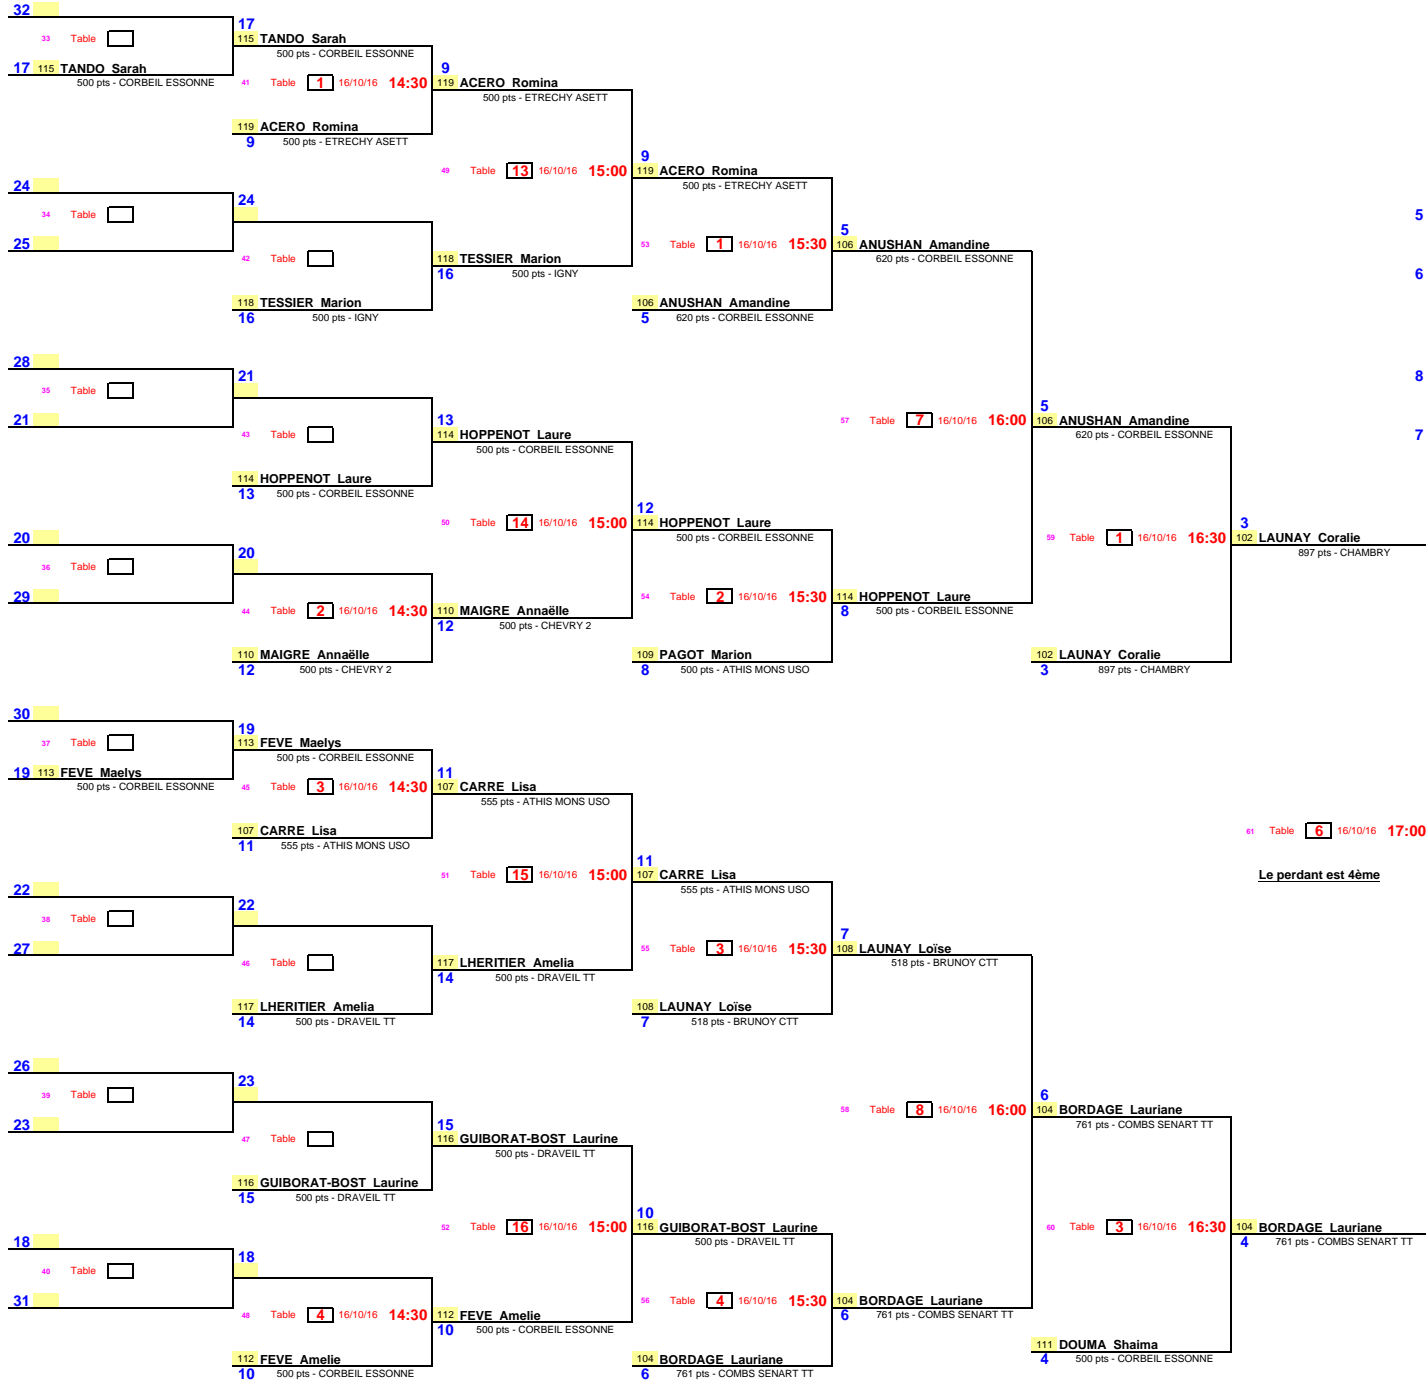 32
17
33 Table
115 TANDO Sarah
500 pts - CORBEIL ESSONNE
17 115 TANDO Sarah
500 pts - CORBEIL ESSONNE
9
41 Table 1 16/10/16 14:30
119 ACERO Romina
500 pts - ETRECHY ASETT
119 ACERO Romina
9 500 pts - ETRECHY ASETT
9
49 Table 13 16/10/16 15:00
119 ACERO Romina
500 pts - ETRECHY ASETT
24
24
34 Table
5
25
5
53 Table 1 16/10/16 15:30
106 ANUSHAN Amandine
620 pts - CORBEIL ESSONNE
42 Table
118 TESSIER Marion
16 500 pts - IGNY
6
118 TESSIER Marion
16 500 pts - IGNY
106 ANUSHAN Amandine
5 620 pts - CORBEIL ESSONNE
28
21
8
35 Table
21
13
43 Table
114 HOPPENOT Laure
500 pts - CORBEIL ESSONNE
5
57 Table 7 16/10/16 16:00
106 ANUSHAN Amandine
620 pts - CORBEIL ESSONNE
7
114 HOPPENOT Laure
13 500 pts - CORBEIL ESSONNE
12
50 Table 14 16/10/16 15:00
114 HOPPENOT Laure
500 pts - CORBEIL ESSONNE
3
59 Table 1 16/10/16 16:30
102 LAUNAY Coralie
897 pts - CHAMBRY
20
20
36 Table
29
44 Table 2 16/10/16 14:30
110 MAIGRE Annaëlle
12 500 pts - CHEVRY 2
54 Table 2 16/10/16 15:30
114 HOPPENOT Laure
8 500 pts - CORBEIL ESSONNE
110 MAIGRE Annaëlle
12 500 pts - CHEVRY 2
109 PAGOT Marion
8 500 pts - ATHIS MONS USO
102 LAUNAY Coralie
3 897 pts - CHAMBRY
30
19
37 Table
113 FEVE Maelys
500 pts - CORBEIL ESSONNE
19 113 FEVE Maelys
500 pts - CORBEIL ESSONNE
11
45 Table 3 16/10/16 14:30
107 CARRE Lisa
555 pts - ATHIS MONS USO
107 CARRE Lisa
11 555 pts - ATHIS MONS USO
61 Table 6 16/10/16 17:00
11
51 Table 15 16/10/16 15:00
107 CARRE Lisa
555 pts - ATHIS MONS USO
Le perdant est 4ème
22
22
38 Table
27
7
55 Table 3 16/10/16 15:30
108 LAUNAY Loïse
518 pts - BRUNOY CTT
46 Table
117 LHERITIER Amelia
14 500 pts - DRAVEIL TT
117 LHERITIER Amelia
14 500 pts - DRAVEIL TT
108 LAUNAY Loïse
7 518 pts - BRUNOY CTT
26
23
39 Table
6
58 Table 8 16/10/16 16:00
104 BORDAGE Lauriane
761 pts - COMBS SENART TT
23
15
47 Table
116 GUIBORAT-BOST Laurine
500 pts - DRAVEIL TT
116 GUIBORAT-BOST Laurine
15 500 pts - DRAVEIL TT
10
52 Table 16 16/10/16 15:00
116 GUIBORAT-BOST Laurine
500 pts - DRAVEIL TT
60 Table 3 16/10/16 16:30
104 BORDAGE Lauriane
4 761 pts - COMBS SENART TT
18
18
40 Table
31
48 Table 4 16/10/16 14:30
112 FEVE Amelie
10 500 pts - CORBEIL ESSONNE
56 Table 4 16/10/16 15:30
104 BORDAGE Lauriane
6 761 pts - COMBS SENART TT
112 FEVE Amelie
10 500 pts - CORBEIL ESSONNE
104 BORDAGE Lauriane
6 761 pts - COMBS SENART TT
111 DOUMA Shaima
4 500 pts - CORBEIL ESSONNE